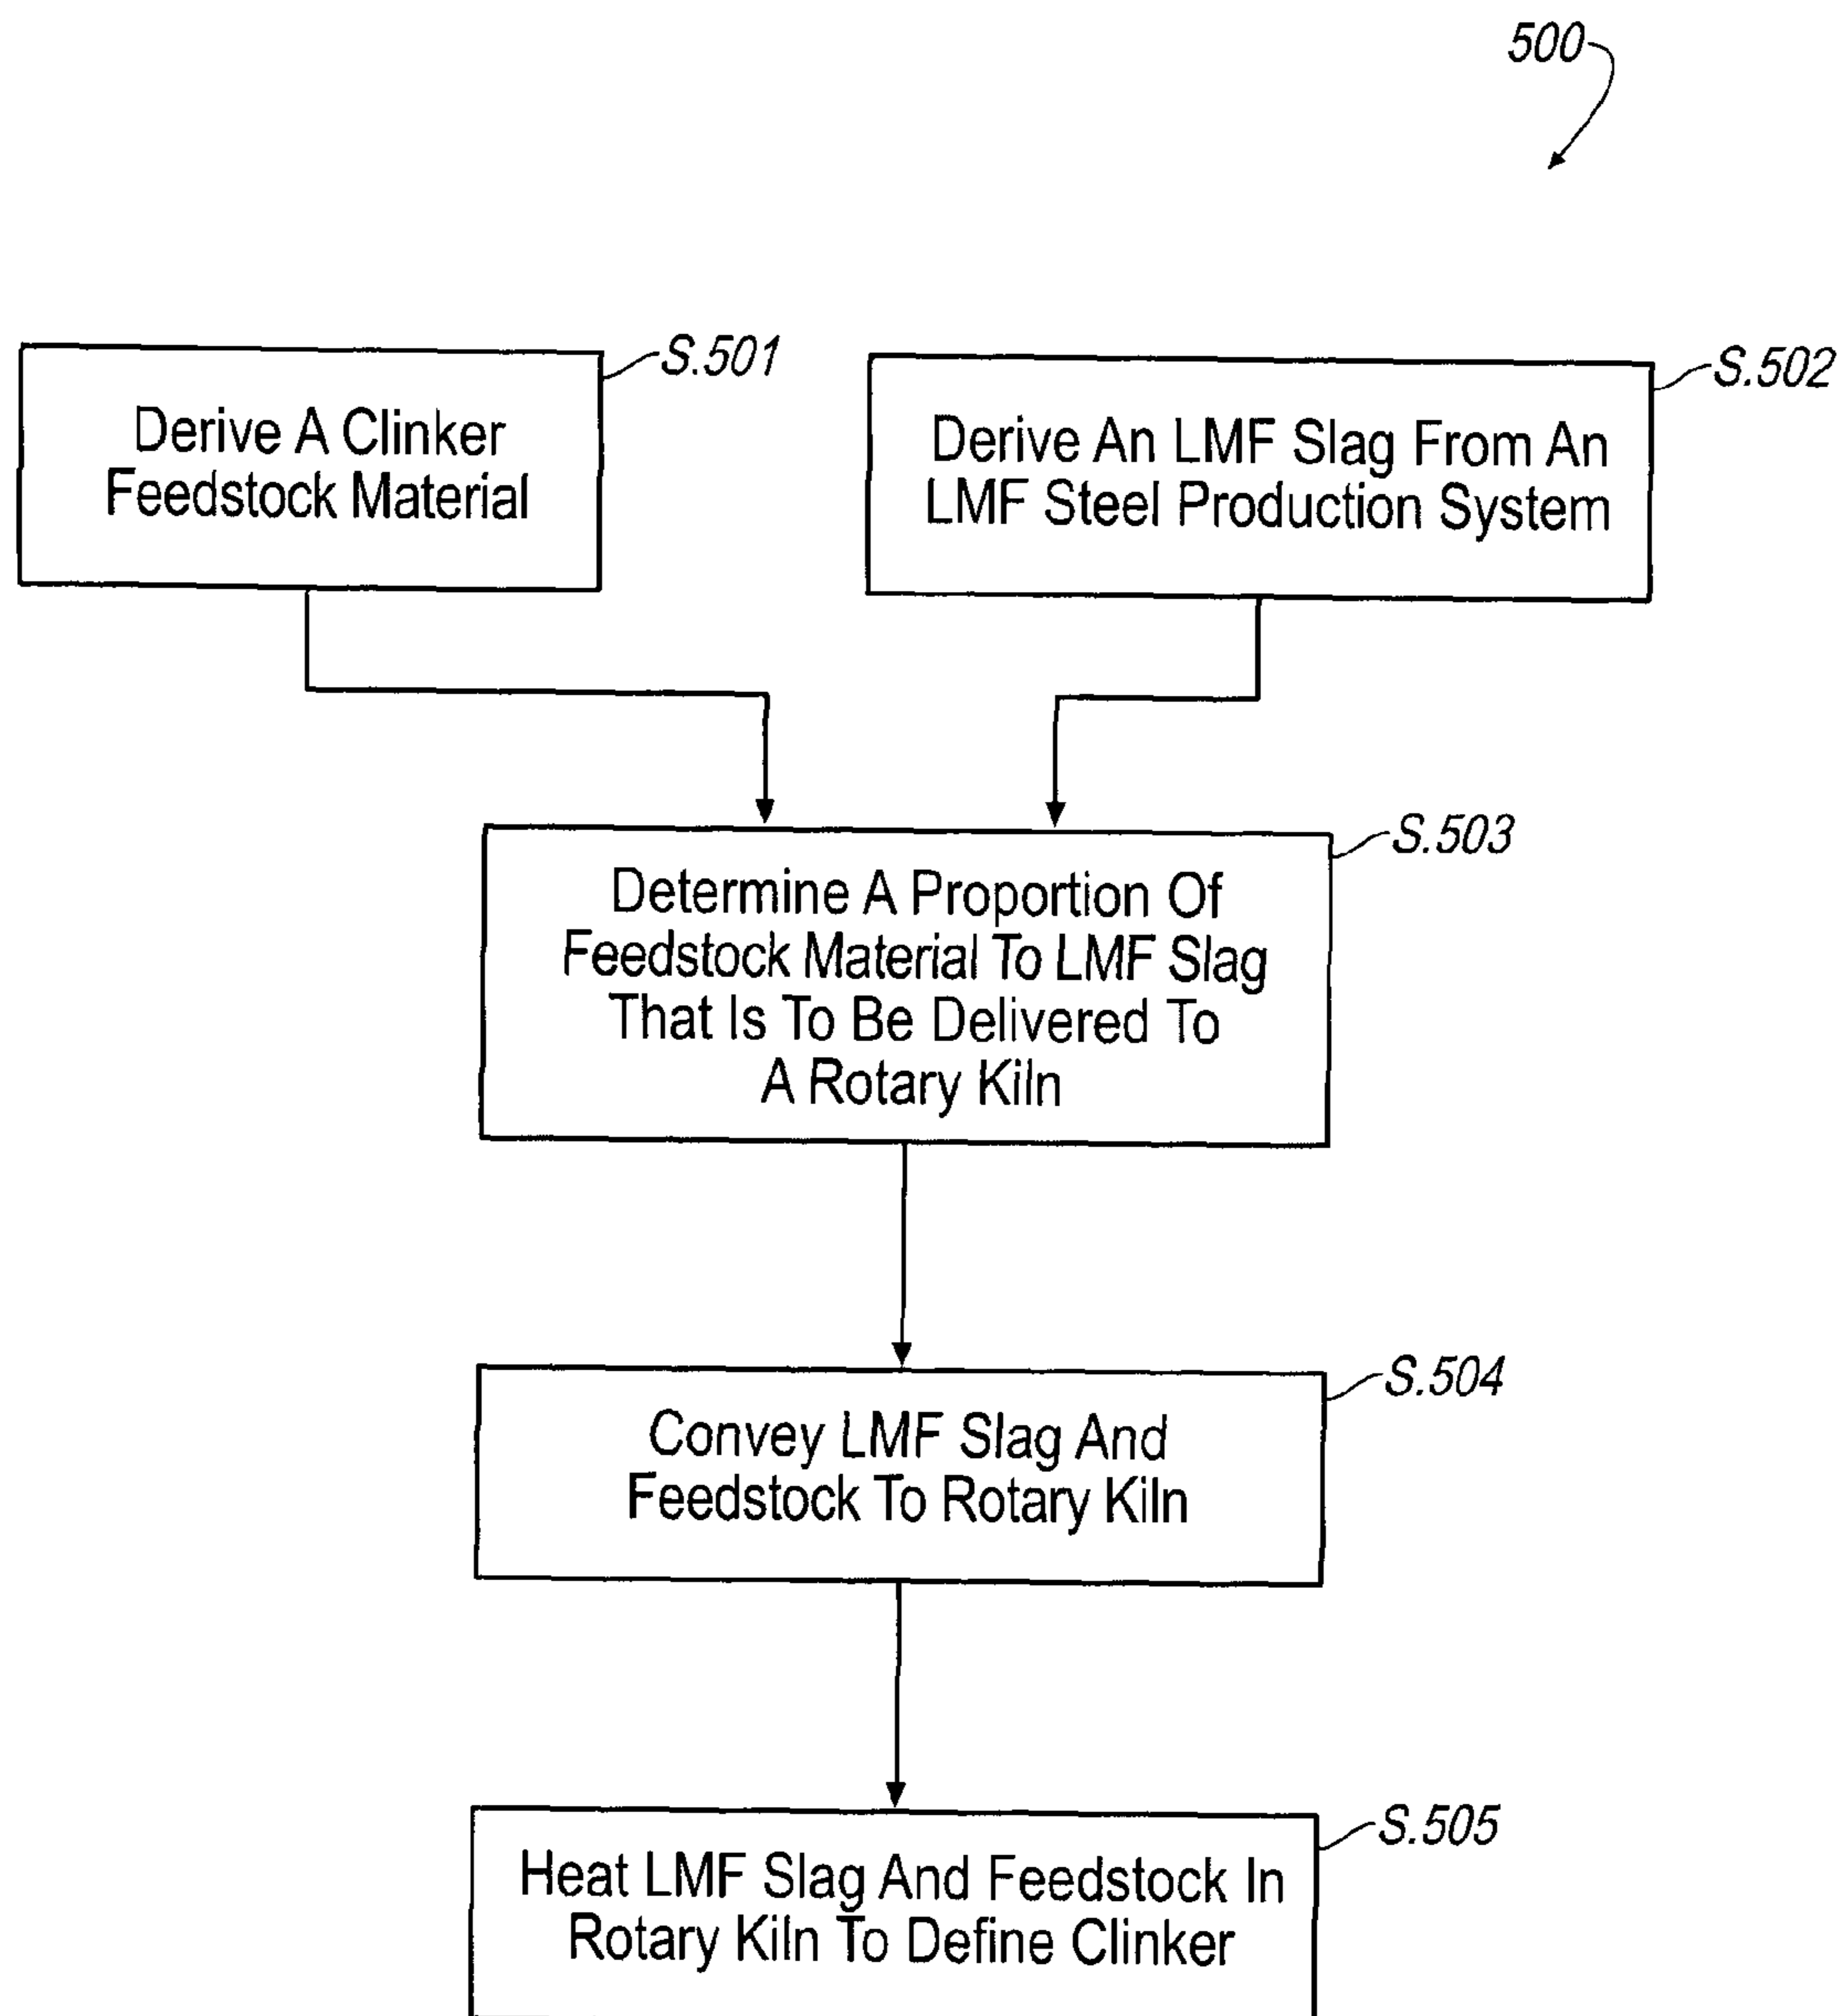 500
S.501
Derive A Clinker
Feedstock Material
S.502
Derive An LMF Slag From An
LMF Steel Production System
S.503
Determine A Proportion Of
Feedstock Material To LMF Slag
That Is To Be Delivered To
A Rotary Kiln
S.504
Convey LMF Slag And
Feedstock To Rotary Kiln
S.505
Heat LMF Slag And Feedstock In
Rotary Kiln To Define Clinker